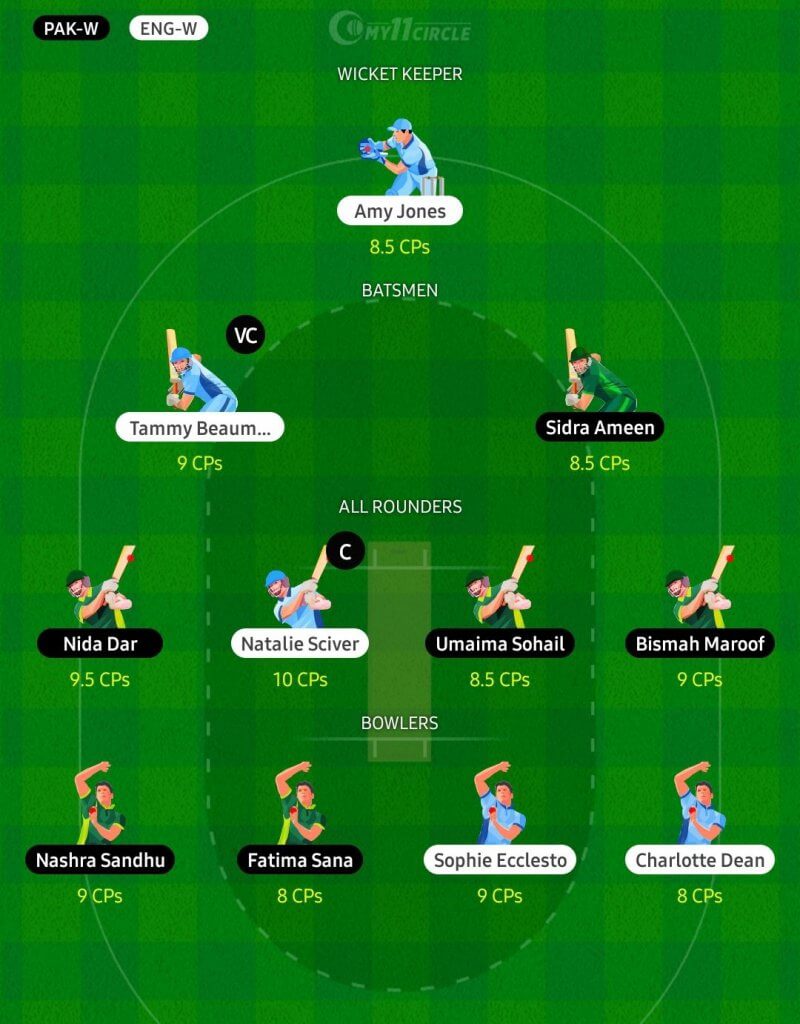 PAK-W ENG-W MY11CIRCLE
WICKET KEEPER
Amy Jones
8.5 CPs
BATSMEN
VC
Tammy Beaum... Sidra Ameen
9 CPs 8.5 CPs
ALL ROUNDERS
C
Nida Dar Natalie Sciver Umaima Sohail Bismah Maroof
9.5 CPs 10 CPs 8.5 CPs 9 CPs
BOWLERS
Nashra Sandhu Fatima Sana Sophie Ecclesto Charlotte Dean
9 CPs 8 CPs 9 CPs 8 CPs